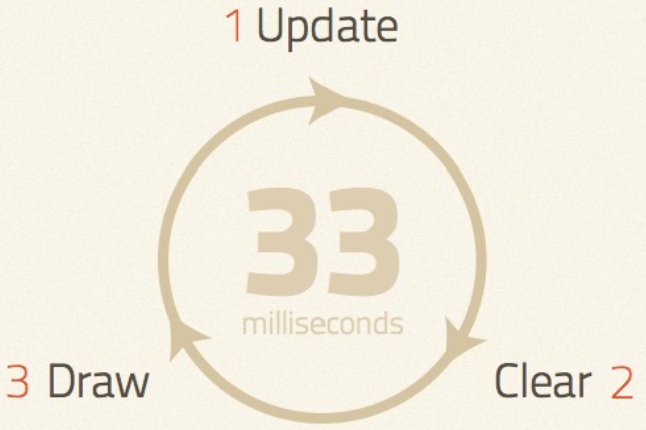 1 Update
33
milliseconds
3 Draw
Clear 2